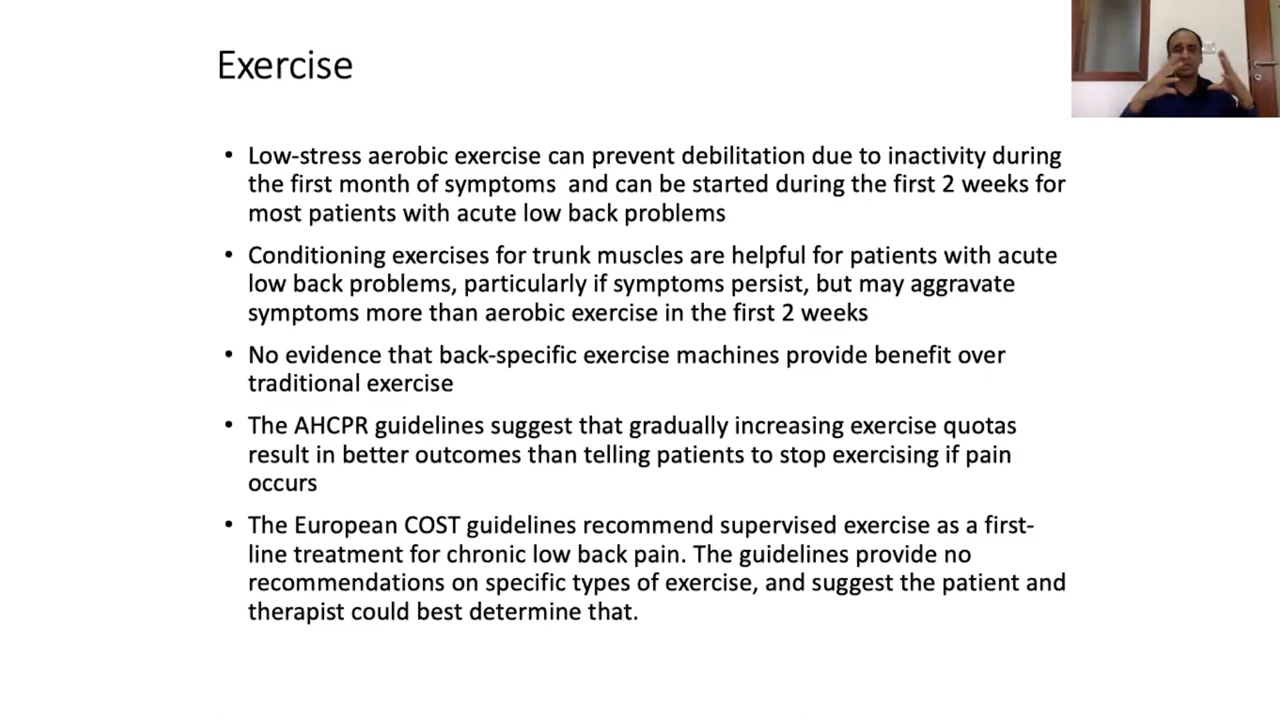 Exercise
• Low-stress aerobic exercise can prevent debilitation due to inactivity during
the first month of symptoms  and can be started during the first 2 weeks for
most patients with acute low back problems
• Conditioning exercises for trunk muscles are helpful for patients with acute
low back problems, particularly if symptoms persist, but may aggravate
symptoms more than aerobic exercise in the first 2 weeks
• No evidence that back-specific exercise machines provide benefit over
traditional exercise
• The AHCPR guidelines suggest that gradually increasing exercise quotas
result in better outcomes than telling patients to stop exercising if pain
occurs
• The European COST guidelines recommend supervised exercise as a first-
line treatment for chronic low back pain. The guidelines provide no
recommendations on specific types of exercise, and suggest the patient and
therapist could best determine that.